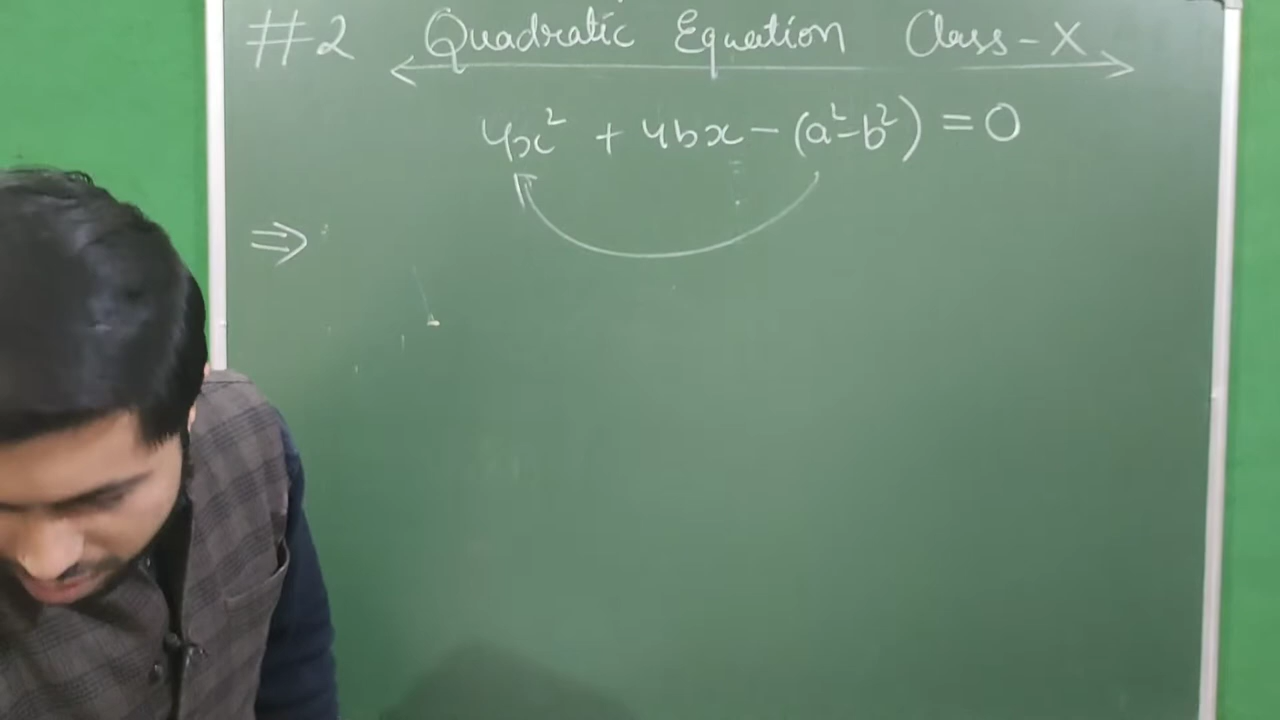 #2 Quadratic Equation Class-X
4x² + 4bx - (a²-b²) = 0
⇒